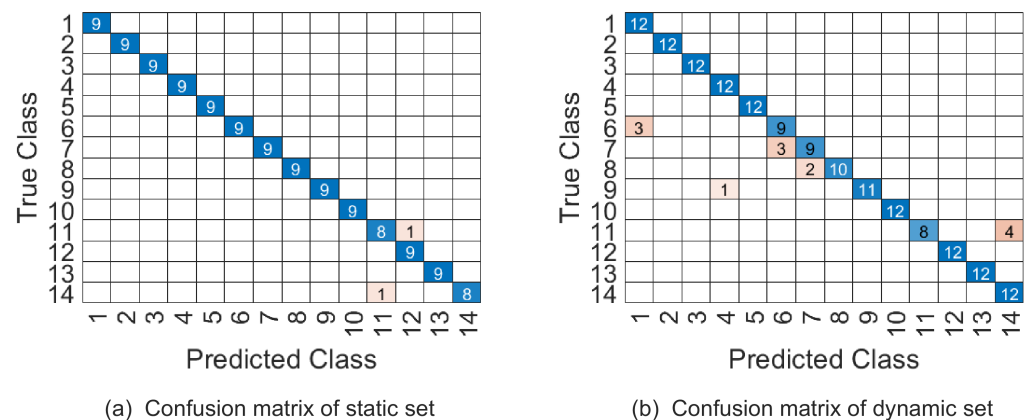 True Class
1 9
2 9
3 9
4 9
5 9
6 9
7 9
8 9
9 9
10 9
11 8 1
12 9
13 9
14 1 8
1 2 3 4 5 6 7 8 9 10 11 12 13 14
Predicted Class
(a) Confusion matrix of static set
True Class
1 12
2 12
3 12
4 12
5 12
6 3 9
7 3 9
8 2 10
9 1 11
10 12
11 8 4
12 12
13 12
14 12
1 2 3 4 5 6 7 8 9 10 11 12 13 14
Predicted Class
(b) Confusion matrix of dynamic set